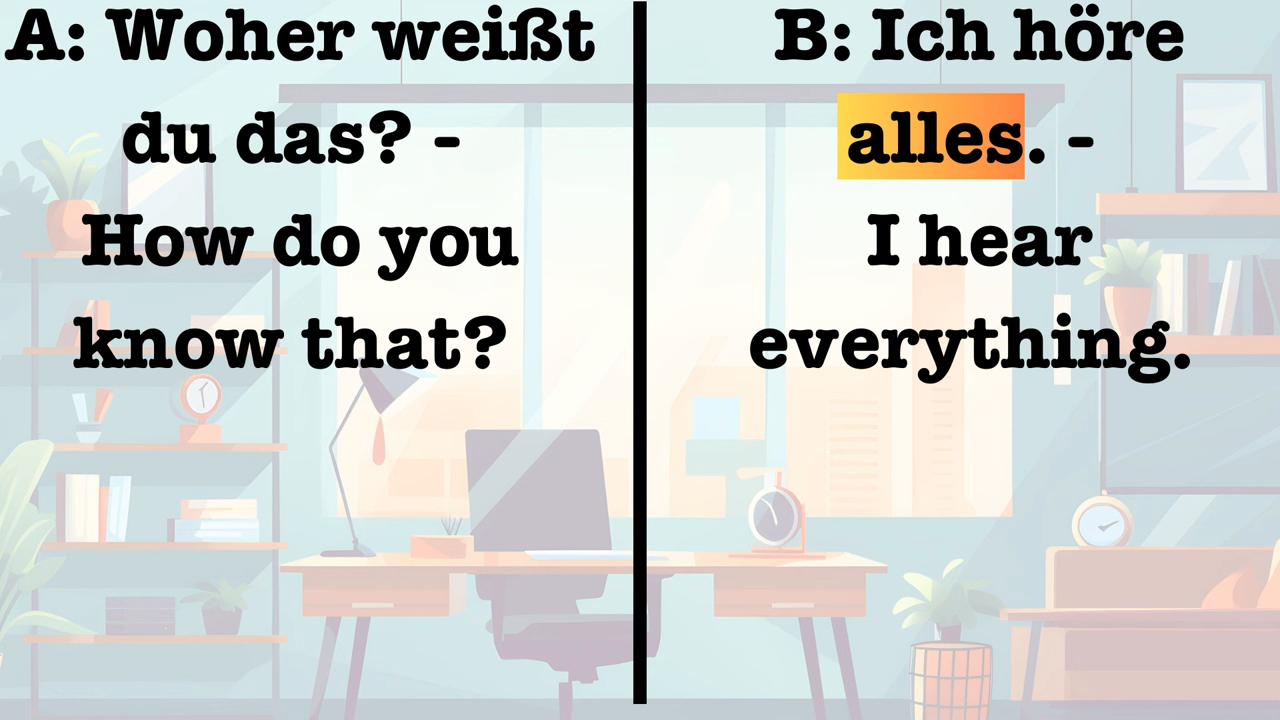 A: Woher weißt
du das? -
How do you
know that?
B: Ich höre
alles. -
I hear
everything.